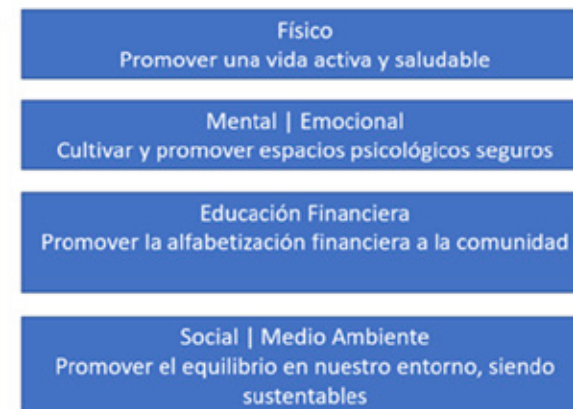 Físico
Promover una vida activa y saludable
Mental | Emocional
Cultivar y promover espacios psicológicos seguros
Educación Financiera
Promover la alfabetización financiera a la comunidad
Social | Medio Ambiente
Promover el equilibrio en nuestro entorno, siendo
sustentables